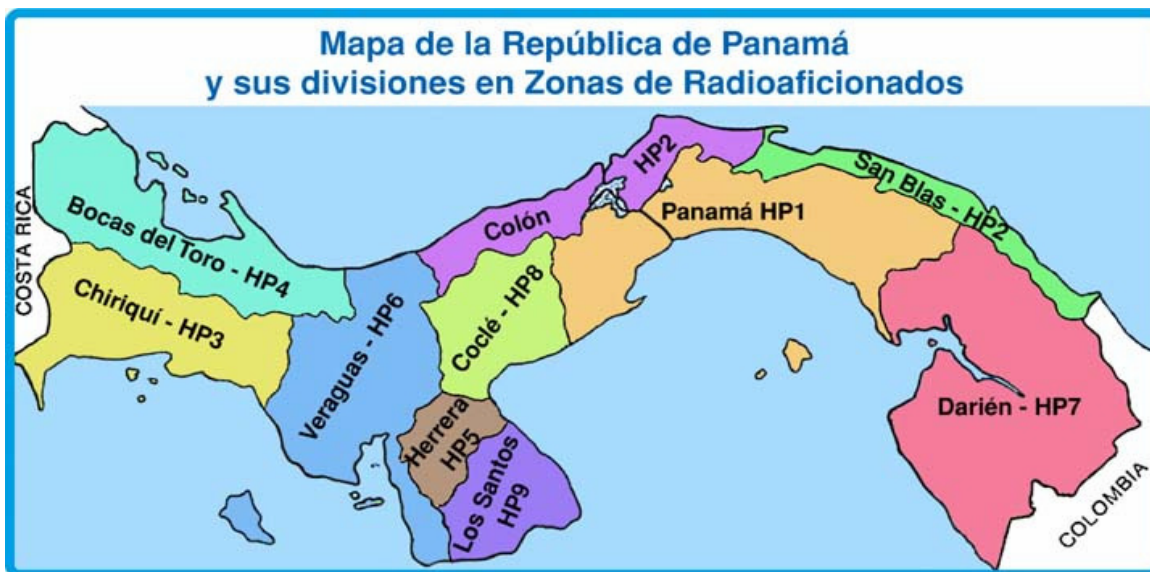 Mapa de la República de Panamá
y sus divisiones en Zonas de Radioaficionados
COSTA RICA
Bocas del Toro - HP4
Chiriquí - HP3
Veraguas - HP6
Colón
HP2
Coclé - HP8
Herrera
HP5
Los Santos
HP9
Panamá HP1
San Blas - HP2
Darién - HP7
COLOMBIA